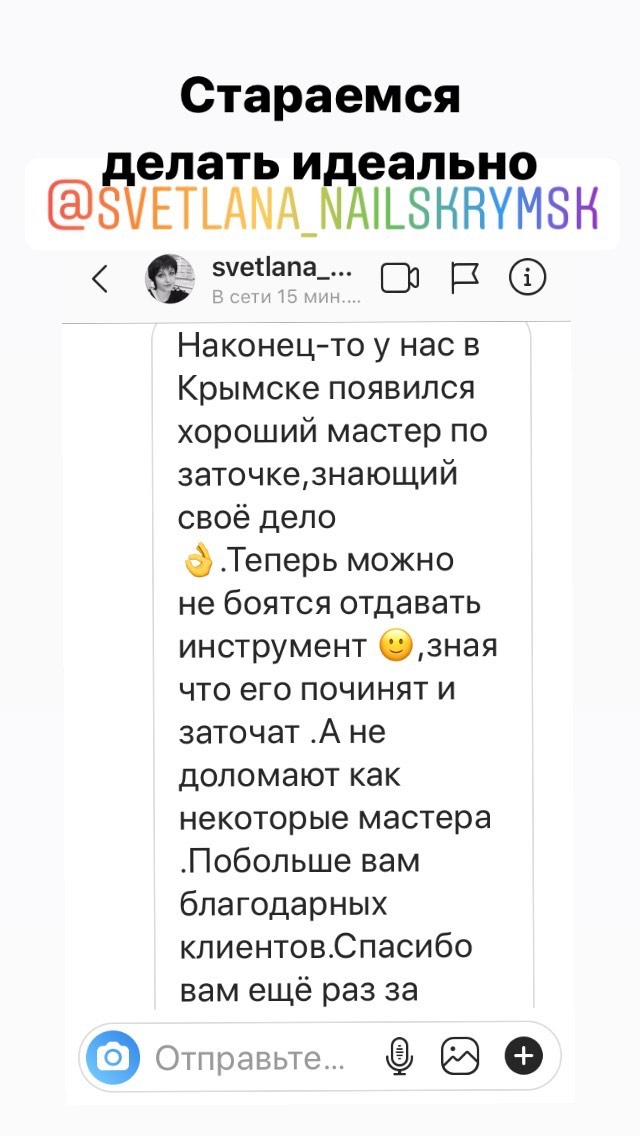 Стараемся
делать идеально
@SVETLANA_NAILSKRYMSK
svetlana_...
В сети 15 мин....
Наконец-то у нас в
Крымске появился
хороший мастер по
заточке,знающий
своё дело
👌.Теперь можно
не боятся отдавать
инструмент 🙂,зная
что его починят и
заточат .А не
доломают как
некоторые мастера
.Побольше вам
благодарных
клиентов.Спасибо
вам ещё раз за
Отправьте...